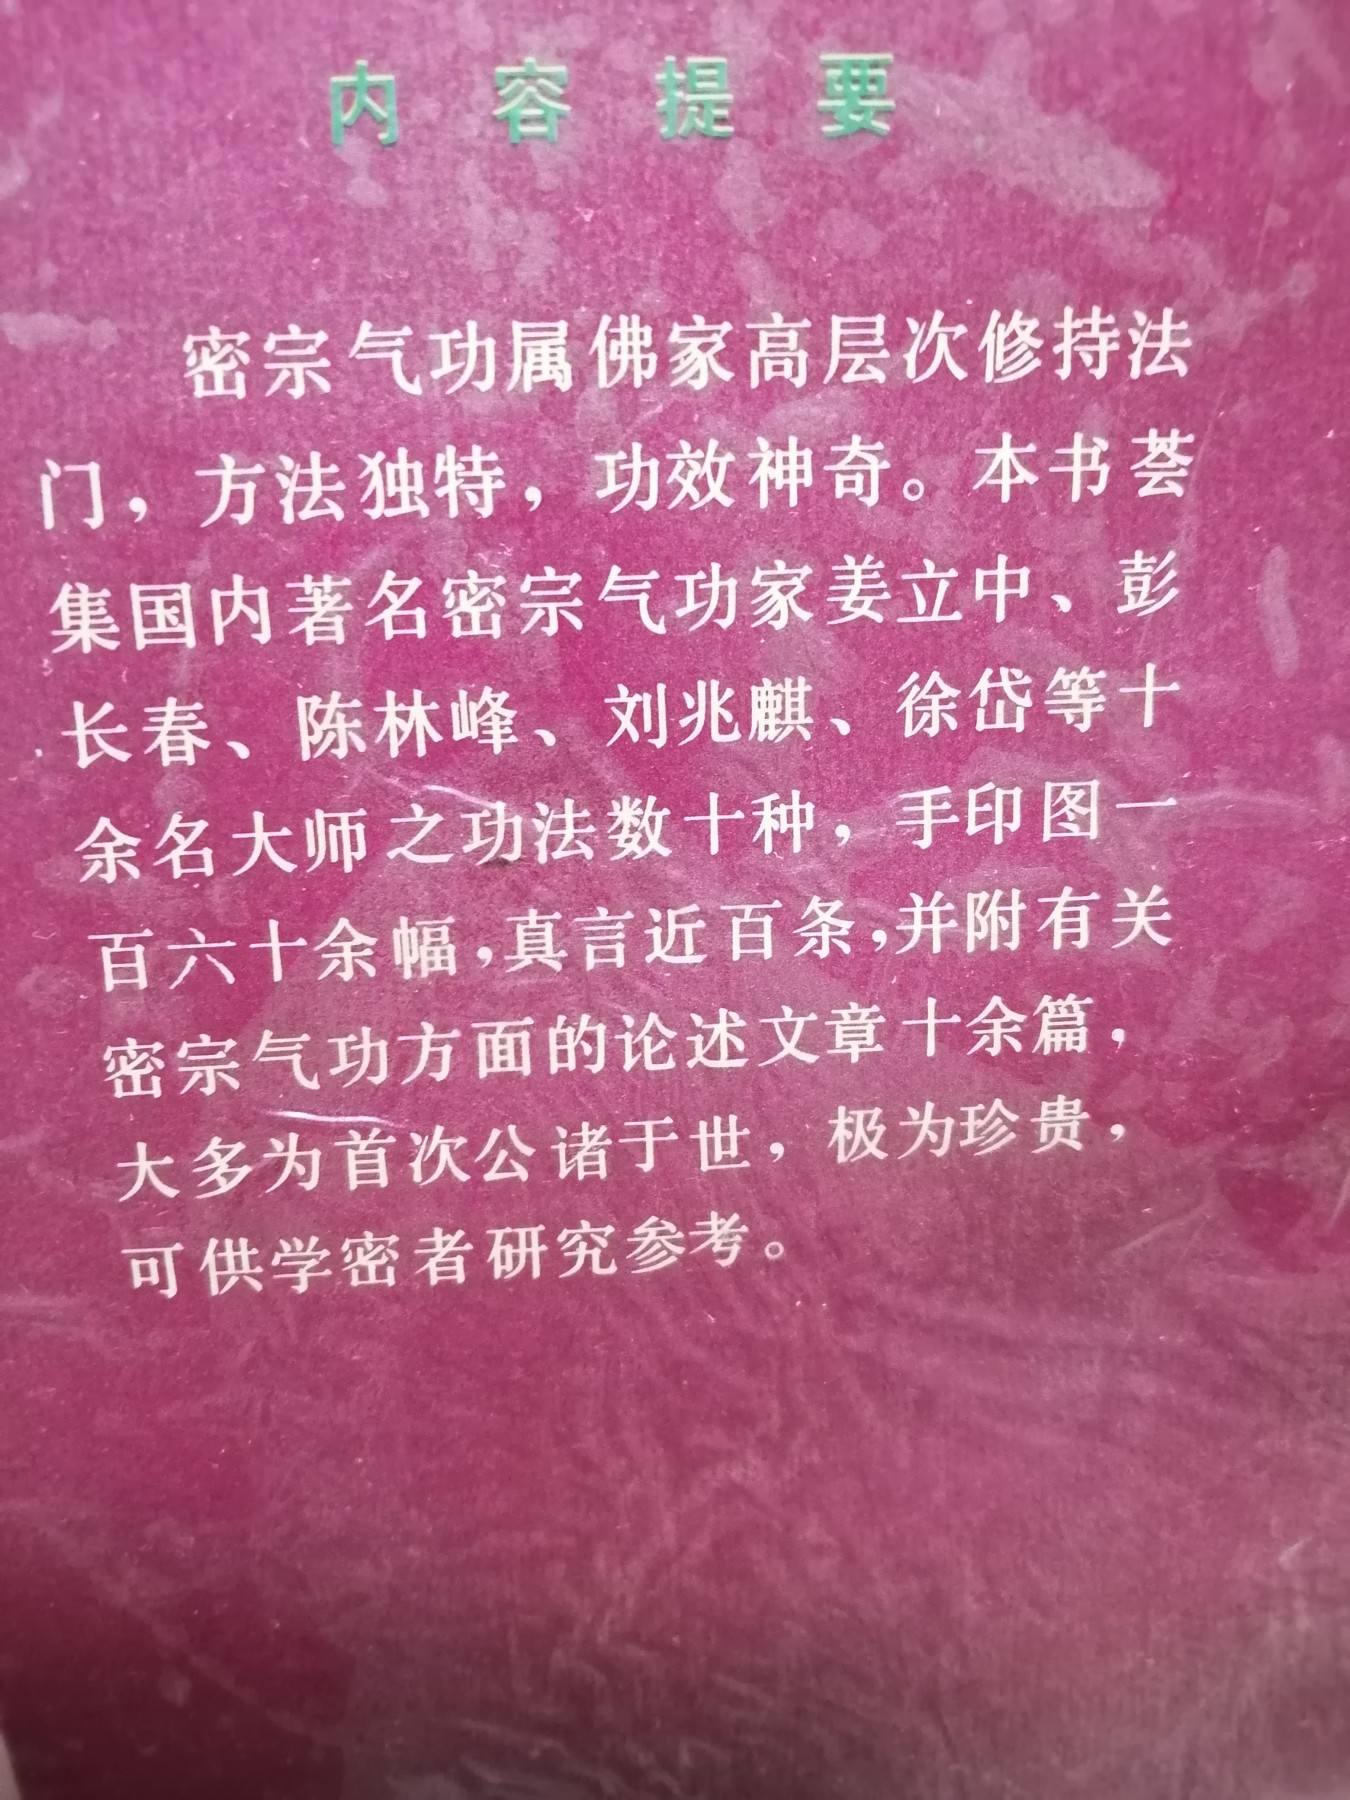 内容提要
密宗气功属佛家高层次修持法
门，方法独特，功效神奇。本书荟
集国内著名密宗气功家姜立中、彭
长春、陈林峰、刘兆麒、徐岱等十
余名大师之功法数十种，手印图一
百六十余幅，真言近百条，并附有关
密宗气功方面的论述文章十余篇，
大多为首次公诸于世，极为珍贵，
可供学密者研究参考。